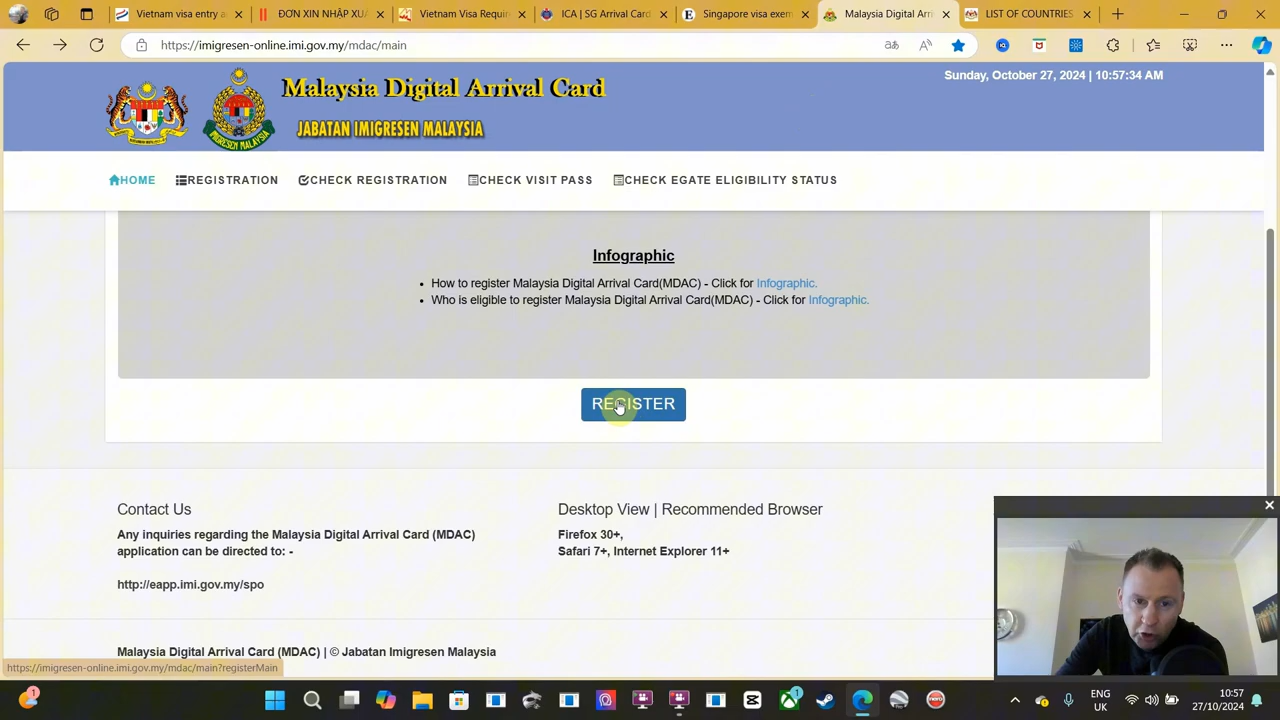 Vietnam visa entry a
ĐƠN XIN NHẬP XUẤ
Vietnam Visa Requir
ICA | SG Arrival Card
Singapore visa exem
Malaysia Digital Arri
LIST OF COUNTRIES
https://imigresen-online.imi.gov.my/mdac/main
Malaysia Digital Arrival Card
JABATAN IMIGRESEN MALAYSIA
Sunday, October 27, 2024 | 10:57:34 AM
HOME
REGISTRATION
CHECK REGISTRATION
CHECK VISIT PASS
CHECK EGATE ELIGIBILITY STATUS
Infographic
• How to register Malaysia Digital Arrival Card(MDAC) - Click for Infographic.
• Who is eligible to register Malaysia Digital Arrival Card(MDAC) - Click for Infographic.
REGISTER
Contact Us
Any inquiries regarding the Malaysia Digital Arrival Card (MDAC)
application can be directed to: -
http://eapp.imi.gov.my/spo
Desktop View | Recommended Browser
Firefox 30+,
Safari 7+, Internet Explorer 11+
Malaysia Digital Arrival Card (MDAC) | © Jabatan Imigresen Malaysia
https://imigresen-online.imi.gov.my/mdac/main?registerMain
1
1
ENG
UK
10:57
27/10/2024